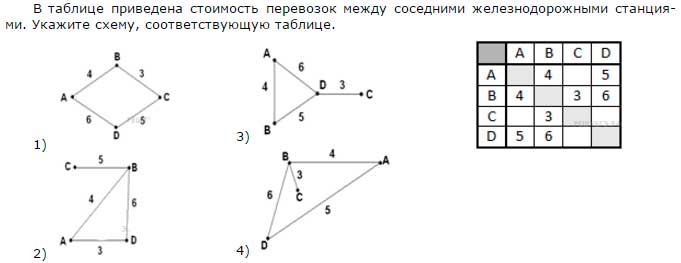 В таблице приведена стоимость перевозок между соседними железнодорожными станция-
ми. Укажите схему, соответствующую таблице.
1)
B
4 3
A C
6 5
D
3)
A
6
4 D 3 C
5
B
2)
C 5 B
4 6
A D
3
4)
B 4 A
3
6 C
5
D
A B C D
A 4 5
B 4 3 6
C 3
D 5 6